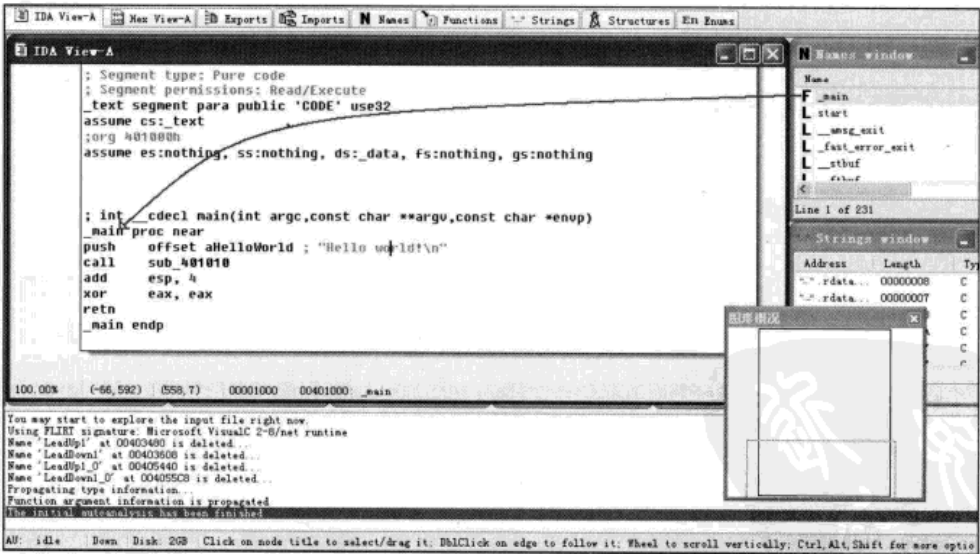 IDA View-A Hex View-A Exports Imports N Names Functions Strings Structures En Enums
IDA View-A
; Segment type: Pure code
; Segment permissions: Read/Execute
_text segment para public 'CODE' use32
assume cs:_text
;org 401000h
assume es:nothing, ss:nothing, ds:_data, fs:nothing, gs:nothing
; int __cdecl main(int argc,const char **argv,const char *envp)
_main proc near
push offset aHelloWorld ; "Hello world!\n"
call sub_401010
add esp, 4
xor eax, eax
retn
_main endp
100.00% (-66,592) (558,7) 00001000 00401000: _main
N Names window
Name
F _main
L start
L __amsg_exit
L _fast_error_exit
L __stbuf
L __ftbuf
Line 1 of 231
Strings window
Address Length Ty
.rdata... 00000008 C
.rdata... 00000007 C
C
C
C
C
图形概况
You may start to explore the input file right now.
Using FLIRT signature: Microsoft VisualC 2-8/net runtime
Name 'LeadUp1' at 00403480 is deleted...
Name 'LeadDown1' at 00403608 is deleted...
Name 'LeadUp1_0' at 00405440 is deleted...
Name 'LeadDown1_0' at 004055C8 is deleted...
Propagating type information...
Function argument information is propagated
The initial autoanalysis has been finished.
AU: idle Down Disk: 2GB Click on node title to select/drag it; DblClick on edge to follow it; Wheel to scroll vertically; Ctrl,Alt,Shift for more optio